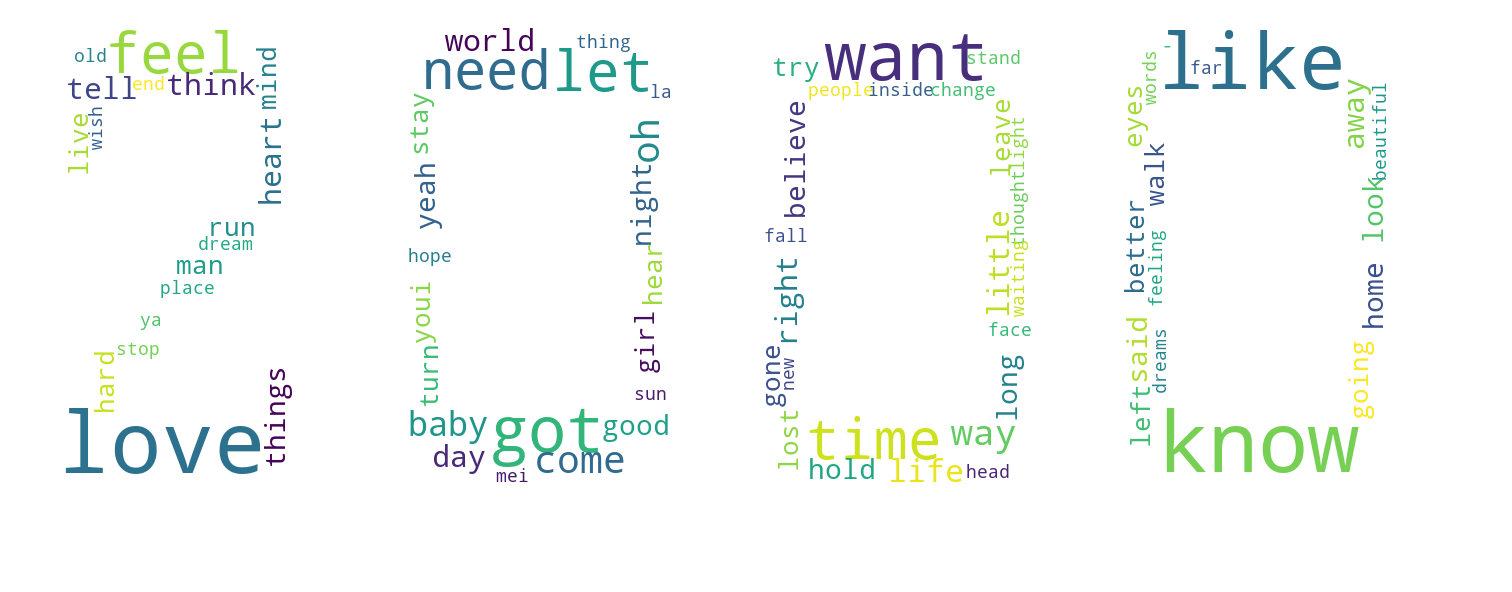 feel
old
tell
end
think
mind
live
wish
heart
run
dream
man
place
ya
stop
hard
love
things
world
thing
need
let
la
stay
oh
yeah
night
hope
hear
youi
girl
turn
sun
baby
got
good
day
come
mei
want
stand
try
people
inside
change
believe
leave
light
thought
fall
little
waiting
right
face
gone
new
long
lost
time
way
hold
life
head
like
-
far
words
eyes
away
beautiful
walk
look
better
feeling
home
said
dreams
going
left
know